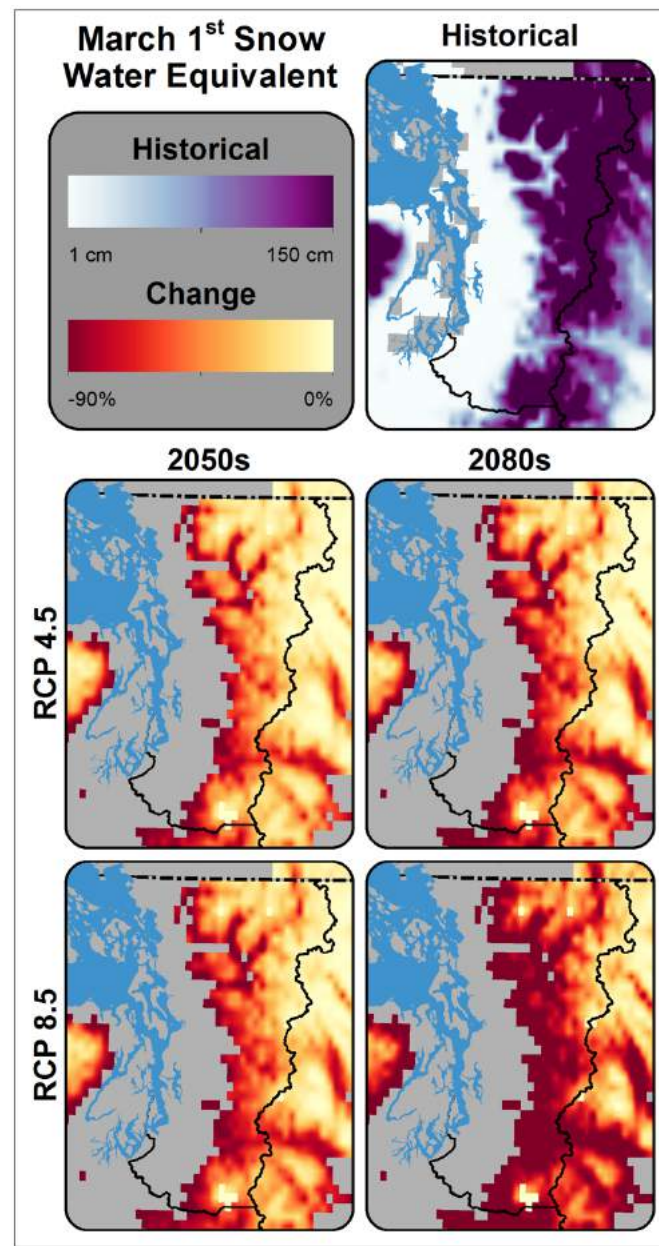 March 1st Snow
Water Equivalent
Historical
Historical
1 cm 150 cm
Change
-90% 0%
2050s 2080s
RCP 4.5
RCP 8.5